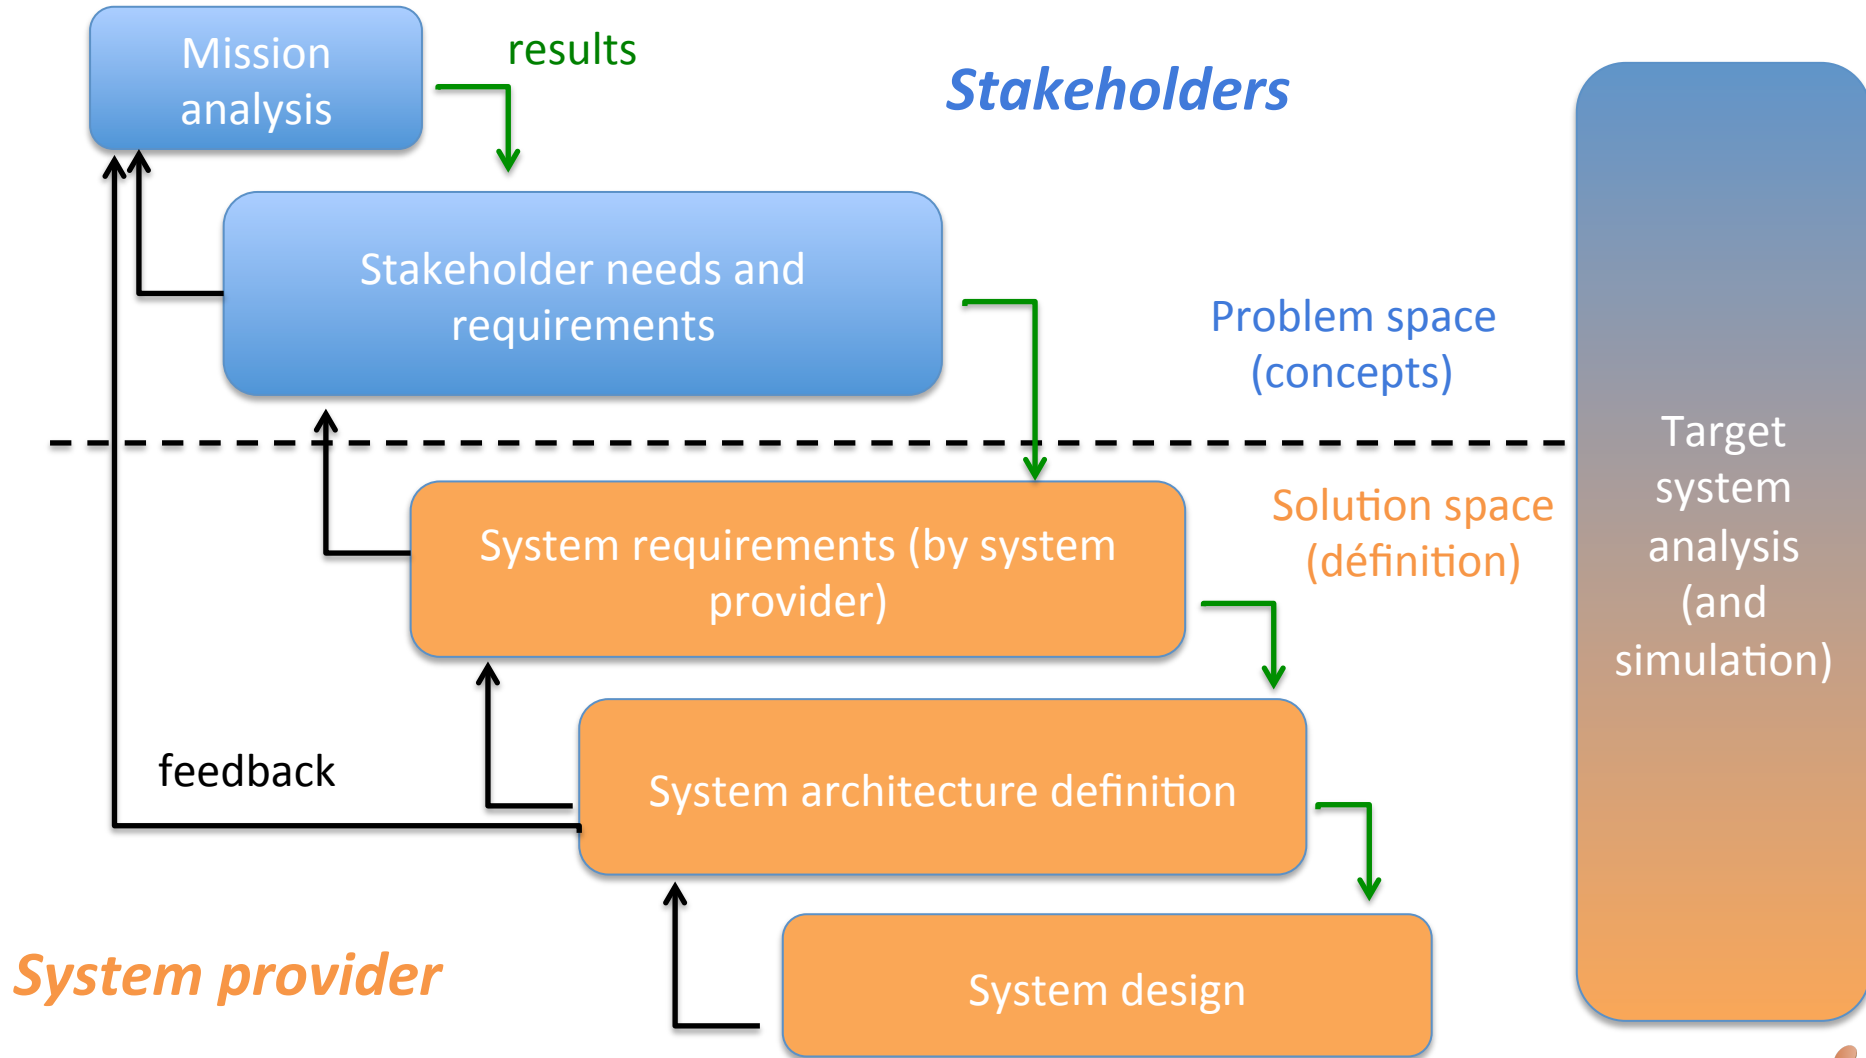 Mission
analysis
results
Stakeholders
Stakeholder needs and
requirements
Problem space
(concepts)
Target
system
analysis
(and
simulation)
Solution space
(définition)
System requirements (by system
provider)
feedback
System architecture definition
System provider
System design